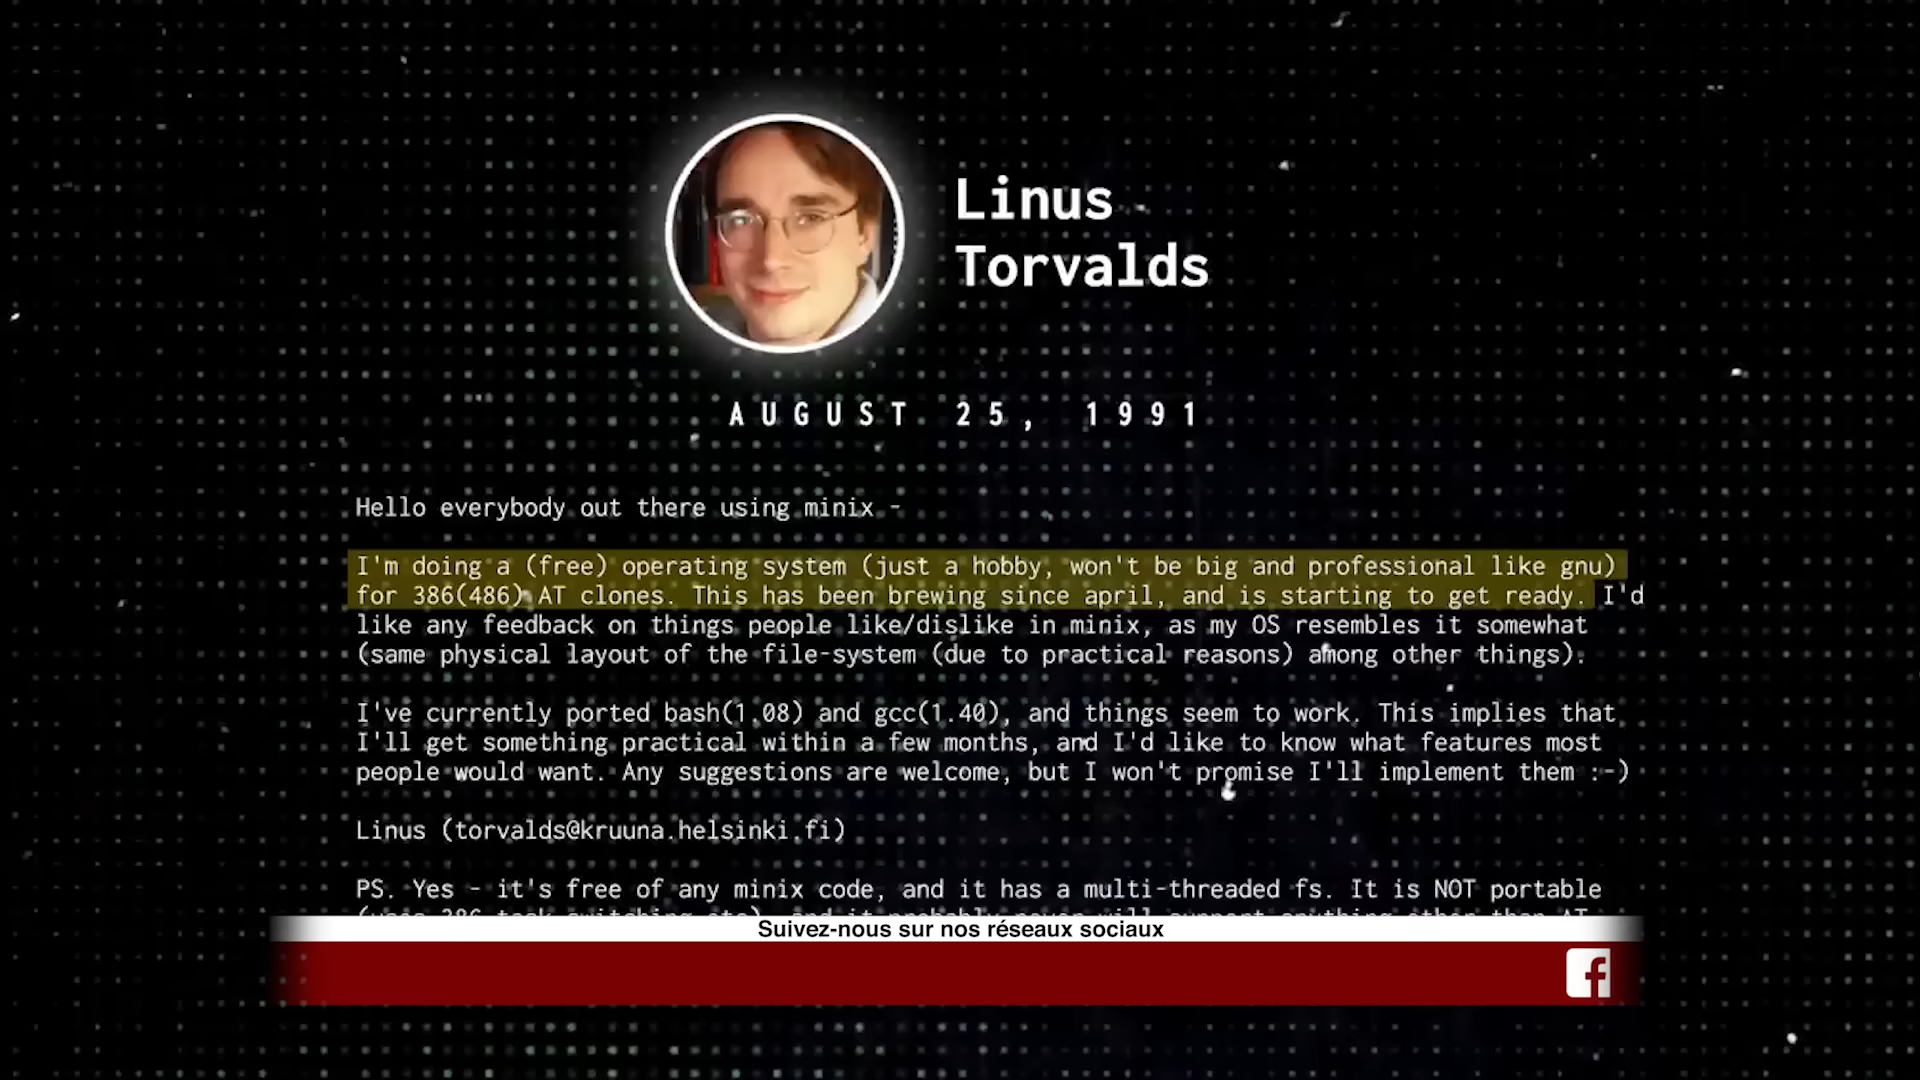 Linus
Torvalds
AUGUST 25, 1991
Hello everybody out there using minix -
I'm doing a (free) operating system (just a hobby, won't be big and professional like gnu)
for 386(486) AT clones. This has been brewing since april, and is starting to get ready. I'd
like any feedback on things people like/dislike in minix, as my OS resembles it somewhat
(same physical layout of the file-system (due to practical reasons) among other things).
I've currently ported bash(1.08) and gcc(1.40), and things seem to work. This implies that
I'll get something practical within a few months, and I'd like to know what features most
people would want. Any suggestions are welcome, but I won't promise I'll implement them :-)
Linus (torvalds@kruuna.helsinki.fi)
PS. Yes - it's free of any minix code, and it has a multi-threaded fs. It is NOT portable
Suivez-nous sur nos réseaux sociaux